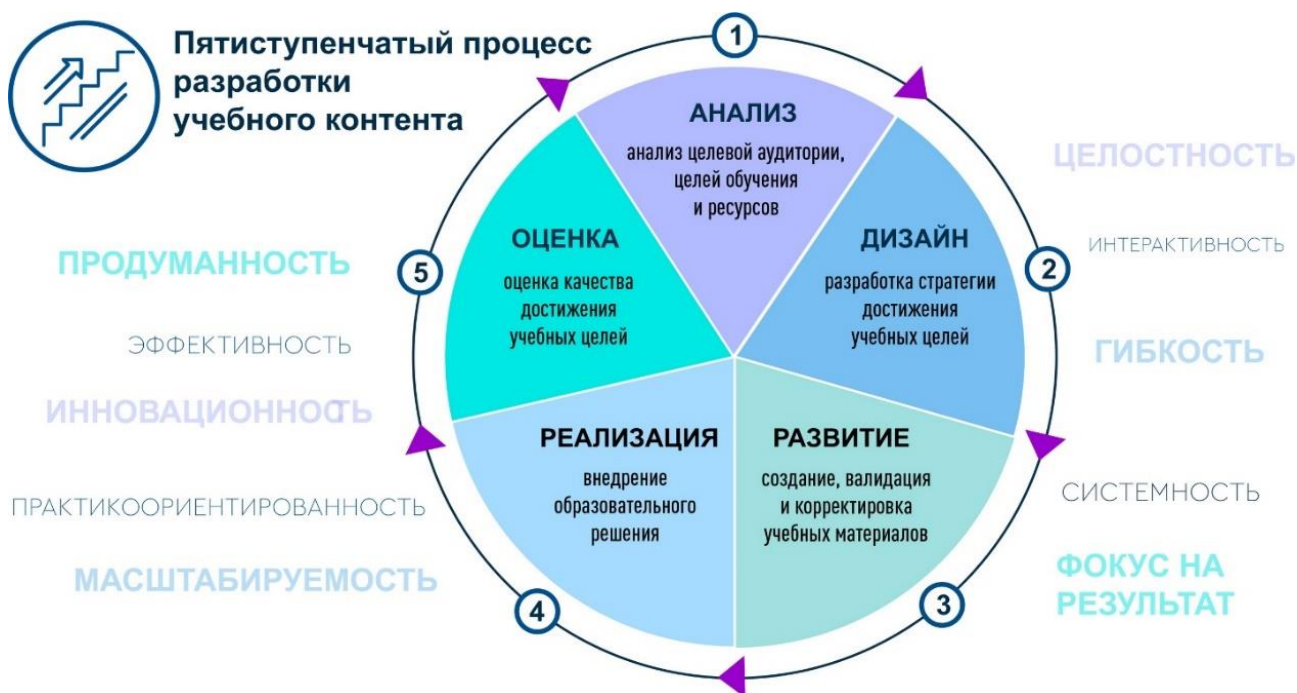 Пятиступенчатый процесс
разработки
учебного контента
1
АНАЛИЗ
анализ целевой аудитории,
целей обучения
и ресурсов
2
ДИЗАЙН
разработка стратегии
достижения
учебных целей
3
РАЗВИТИЕ
создание, валидация
и корректировка
учебных материалов
4
РЕАЛИЗАЦИЯ
внедрение
образовательного
решения
5
ОЦЕНКА
оценка качества
достижения
учебных целей
ПРОДУМАННОСТЬ
ЭФФЕКТИВНОСТЬ
ИННОВАЦИОННОТЬ
ПРАКТИКООРИЕНТИРОВАННОСТЬ
МАСШТАБИРУЕМОСТЬ
ЦЕЛОСТНОСТЬ
ИНТЕРАКТИВНОСТЬ
ГИБКОСТЬ
СИСТЕМНОСТЬ
ФОКУС НА
РЕЗУЛЬТАТ